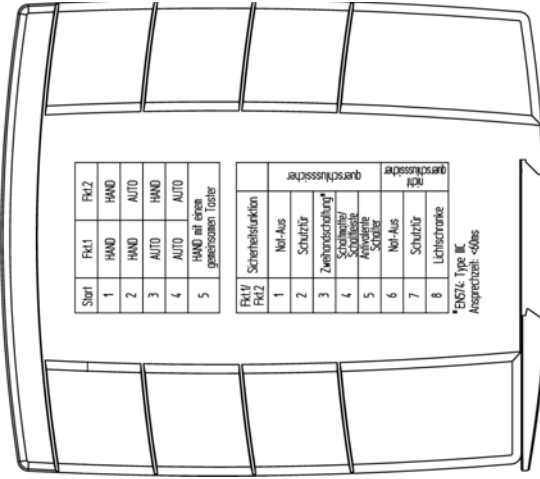 Start Fkt.1 Fkt.2
1 HAND HAND
2 HAND AUTO
3 AUTO HAND
4 AUTO AUTO
5 HAND mit einem
gemeinsamen Taster
Fkt.1/
Fkt.2 Sicherheitsfunktion
1 Not-Aus
2 Schutztür
3 Zweihandschaltung*
4 Schaltmatte/
Schaltleiste
5 Antivalente
Schalter
querschlusssicher
6 Not-Aus
7 Schutztür
8 Lichtschranke
nicht
querschlusssicher
*EN574: Type IIIC
Ansprechzeit: <60ms